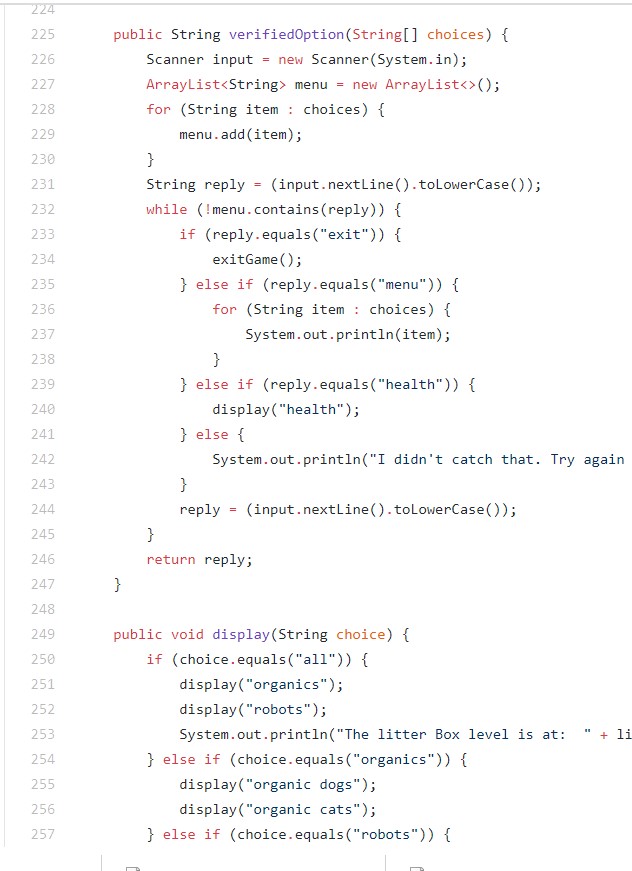 224
225 public String verifiedOption(String[] choices) {
226 Scanner input = new Scanner(System.in);
227 ArrayList<String> menu = new ArrayList<>();
228 for (String item : choices) {
229 menu.add(item);
230 }
231 String reply = (input.nextLine().toLowerCase());
232 while (!menu.contains(reply)) {
233 if (reply.equals("exit")) {
234 exitGame();
235 } else if (reply.equals("menu")) {
236 for (String item : choices) {
237 System.out.println(item);
238 }
239 } else if (reply.equals("health")) {
240 display("health");
241 } else {
242 System.out.println("I didn't catch that. Try again
243 }
244 reply = (input.nextLine().toLowerCase());
245 }
246 return reply;
247 }
248
249 public void display(String choice) {
250 if (choice.equals("all")) {
251 display("organics");
252 display("robots");
253 System.out.println("The litter Box level is at:  " + li
254 } else if (choice.equals("organics")) {
255 display("organic dogs");
256 display("organic cats");
257 } else if (choice.equals("robots")) {